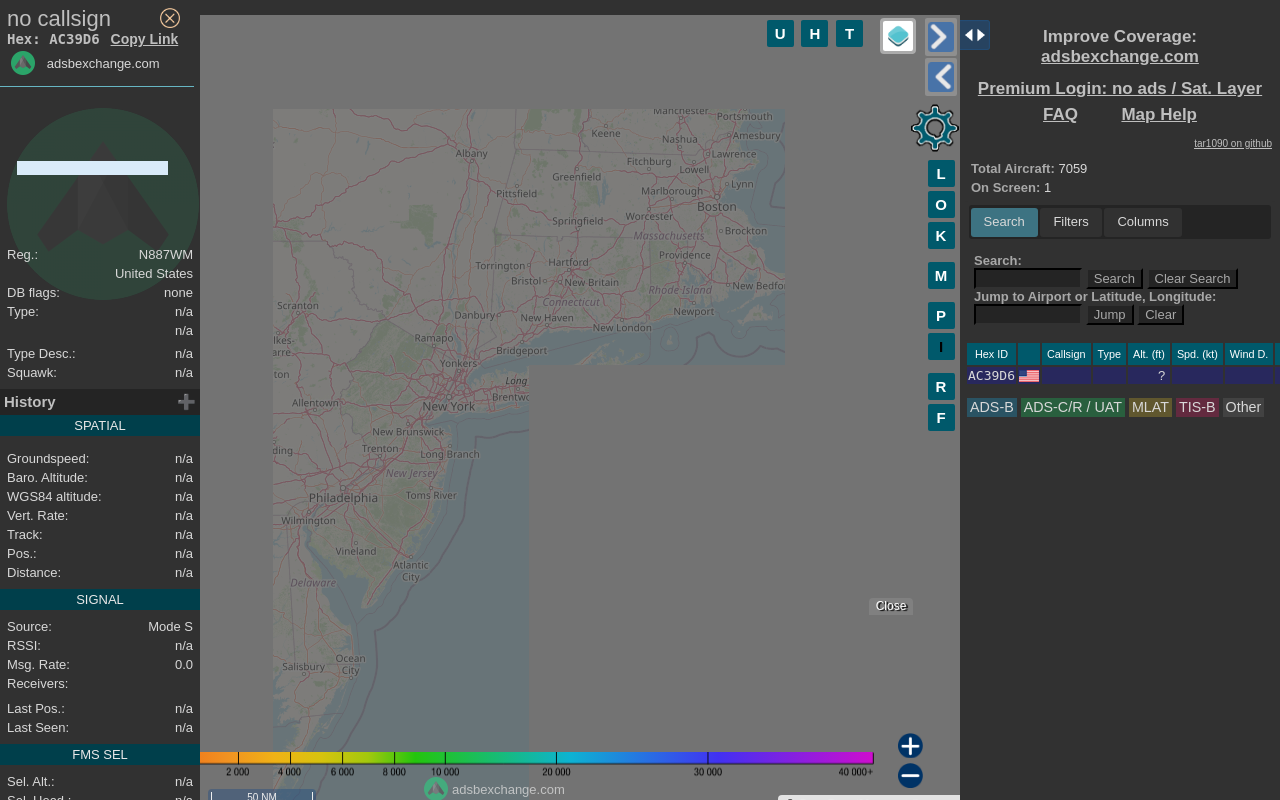 no callsign
Hex: AC39D6 Copy Link
adsbexchange.com
Reg.: N887WM
United States
DB flags: none
Type: n/a
n/a
Type Desc.: n/a
Squawk: n/a
History
SPATIAL
Groundspeed: n/a
Baro. Altitude: n/a
WGS84 altitude: n/a
Vert. Rate: n/a
Track: n/a
Pos.: n/a
Distance: n/a
SIGNAL
Source: Mode S
RSSI: n/a
Msg. Rate: 0.0
Receivers:
Last Pos.: n/a
Last Seen: n/a
FMS SEL
Sel. Alt.: n/a
Sel. Head.: n/a
U H T
L
O
K
M
P
I
R
F
Manchester
Portsmouth
Keene
Nashua
Amesbury
Albany
Fitchburg
Lawrence
Greenfield
Lowell
Pittsfield
Marlborough
Lynn
Springfield
Worcester
Boston
Massachusetts
Brockton
Torrington
Hartford
Providence
Bristol
New Britain
Rhode Island
New Bedfor
Scranton
Danbury
Connecticut
New Haven
New London
Newport
lkes-
arre
Ramapo
Bridgeport
Yonkers
ton
Long
Allentown
New York
Brentwo
New Brunswick
ding
Trenton
Long Branch
New Jersey
Philadelphia
Toms River
Wilmington
Vineland
Atlantic
City
Delaware
Ocean
City
Salisbury
Close
2 000 4 000 6 000 8 000 10 000 20 000 30 000 40 000+
adsbexchange.com
50 NM
Improve Coverage:
adsbexchange.com
Premium Login: no ads / Sat. Layer
FAQ Map Help
tar1090 on github
Total Aircraft: 7059
On Screen: 1
Search Filters Columns
Search:
Search Clear Search
Jump to Airport or Latitude, Longitude:
Jump Clear
Hex ID Callsign Type Alt. (ft) Spd. (kt) Wind D.
AC39D6 ?
ADS-B ADS-C/R / UAT MLAT TIS-B Other